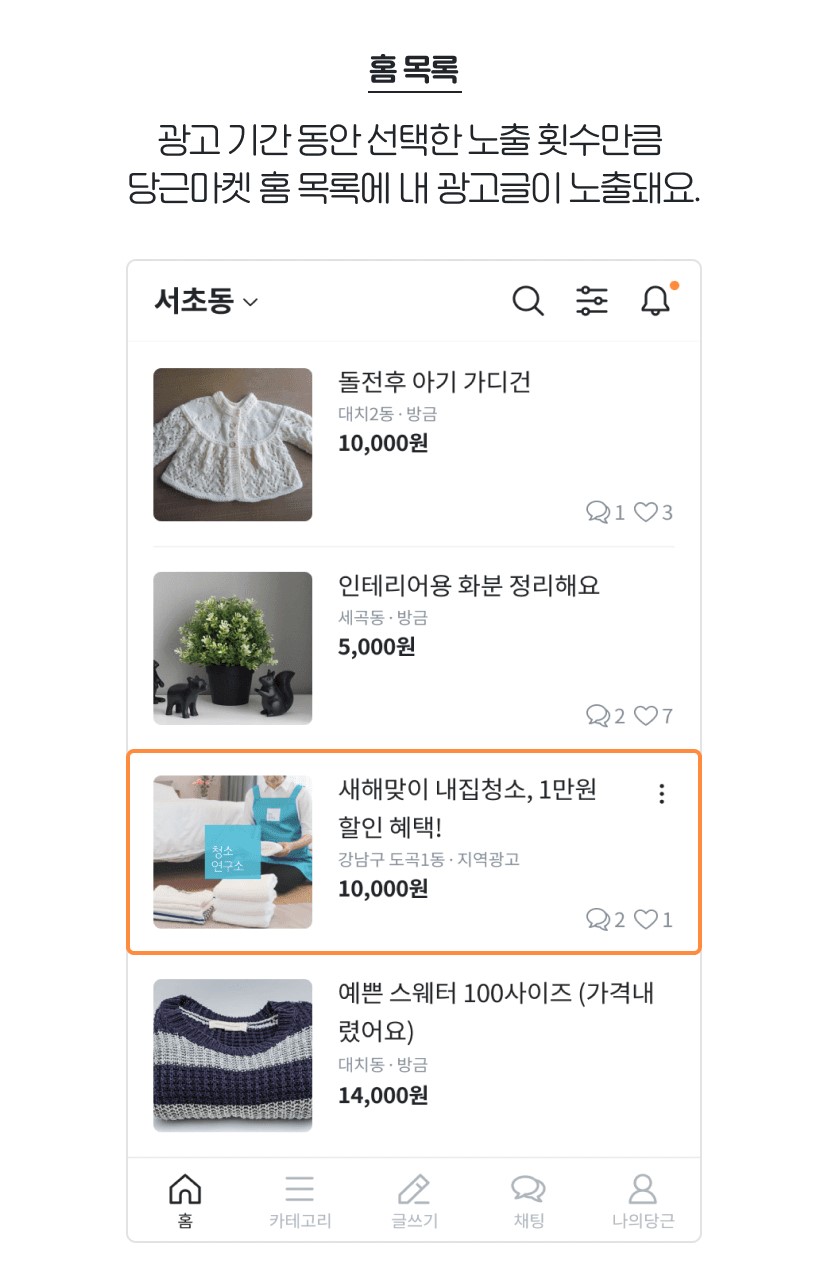 홈 목록
광고 기간 동안 선택한 노출 횟수만큼
당근마켓 홈 목록에 내 광고글이 노출돼요.
서초동
돌전후 아기 가디건
대치2동 · 방금
10,000원
1 3
인테리어용 화분 정리해요
세곡동 · 방금
5,000원
2 7
청소
연구소
새해맞이 내집청소, 1만원
할인 혜택!
강남구 도곡1동 · 지역광고
10,000원
2 1
예쁜 스웨터 100사이즈 (가격내
렸어요)
대치동 · 방금
14,000원
홈 카테고리 글쓰기 채팅 나의당근